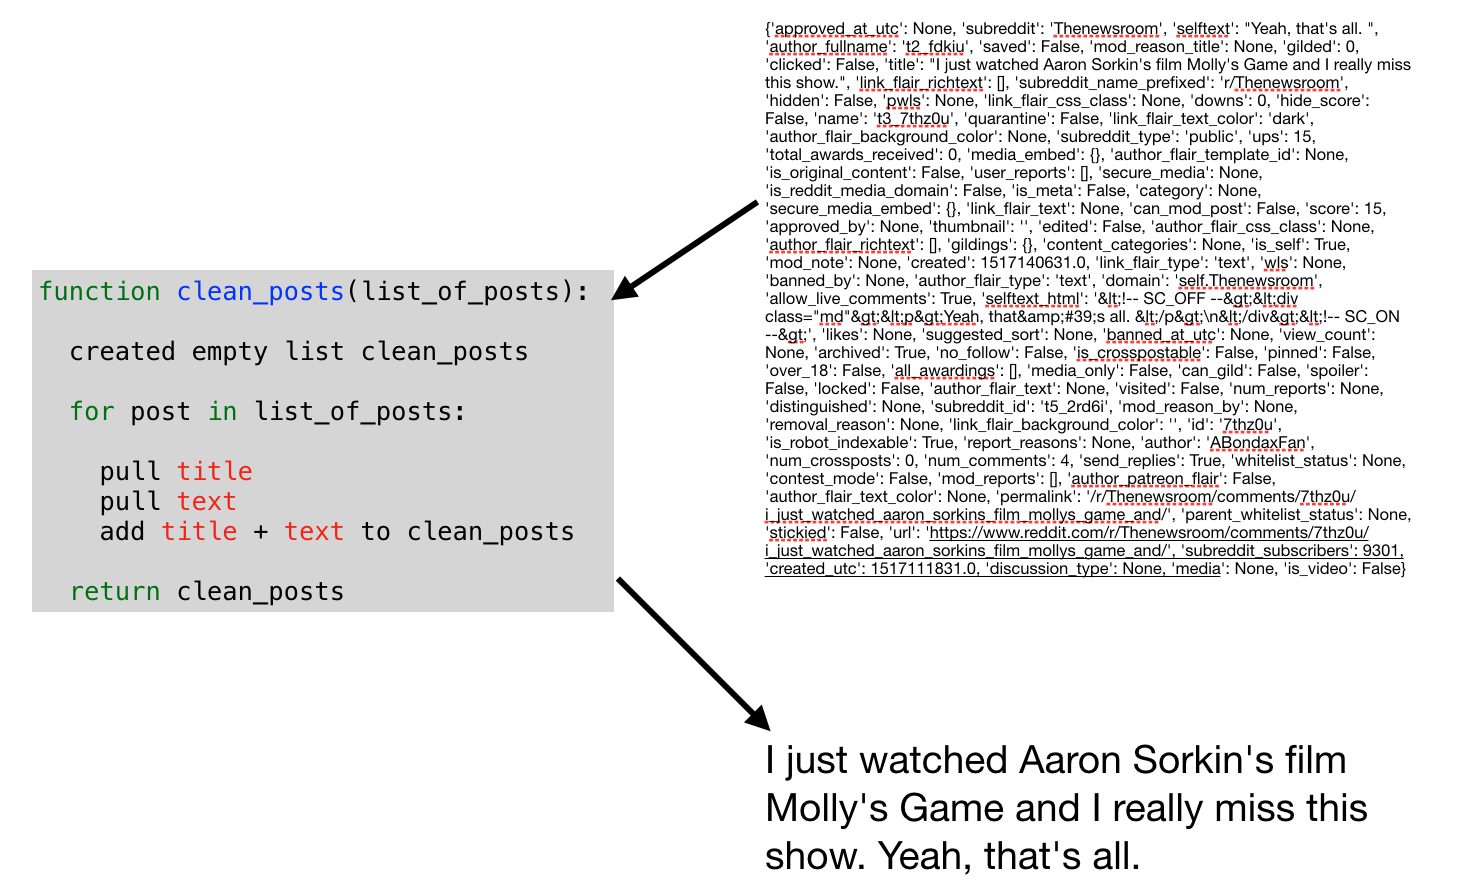 {'approved_at_utc': None, 'subreddit': 'Thenewsroom', 'selftext': "Yeah, that's all. ",
'author_fullname': 't2_fdkiu', 'saved': False, 'mod_reason_title': None, 'gilded': 0,
'clicked': False, 'title': "I just watched Aaron Sorkin's film Molly's Game and I really miss
this show.", 'link_flair_richtext': [], 'subreddit_name_prefixed': 'r/Thenewsroom',
'hidden': False, 'pwls': None, 'link_flair_css_class': None, 'downs': 0, 'hide_score':
False, 'name': 't3_7thz0u', 'quarantine': False, 'link_flair_text_color': 'dark',
'author_flair_background_color': None, 'subreddit_type': 'public', 'ups': 15,
'total_awards_received': 0, 'media_embed': {}, 'author_flair_template_id': None,
'is_original_content': False, 'user_reports': [], 'secure_media': None,
'is_reddit_media_domain': False, 'is_meta': False, 'category': None,
'secure_media_embed': {}, 'link_flair_text': None, 'can_mod_post': False, 'score': 15,
'approved_by': None, 'thumbnail': '', 'edited': False, 'author_flair_css_class': None,
'author_flair_richtext': [], 'gildings': {}, 'content_categories': None, 'is_self': True,
'mod_note': None, 'created': 1517140631.0, 'link_flair_type': 'text', 'wls': None,
'banned_by': None, 'author_flair_type': 'text', 'domain': 'self.Thenewsroom',
'allow_live_comments': True, 'selftext_html': '&lt;!-- SC_OFF --&gt;&lt;div
class="md"&gt;&lt;p&gt;Yeah, that&amp;#39;s all. &lt;/p&gt;\n&lt;/div&gt;&lt;!-- SC_ON
--&gt;', 'likes': None, 'suggested_sort': None, 'banned_at_utc': None, 'view_count':
None, 'archived': True, 'no_follow': False, 'is_crosspostable': False, 'pinned': False,
'over_18': False, 'all_awardings': [], 'media_only': False, 'can_gild': False, 'spoiler':
False, 'locked': False, 'author_flair_text': None, 'visited': False, 'num_reports': None,
'distinguished': None, 'subreddit_id': 't5_2rd6i', 'mod_reason_by': None,
'removal_reason': None, 'link_flair_background_color': '', 'id': '7thz0u',
'is_robot_indexable': True, 'report_reasons': None, 'author': 'ABondaxFan',
'num_crossposts': 0, 'num_comments': 4, 'send_replies': True, 'whitelist_status': None,
'contest_mode': False, 'mod_reports': [], 'author_patreon_flair': False,
'author_flair_text_color': None, 'permalink': '/r/Thenewsroom/comments/7thz0u/
i_just_watched_aaron_sorkins_film_mollys_game_and/', 'parent_whitelist_status': None,
'stickied': False, 'url': 'https://www.reddit.com/r/Thenewsroom/comments/7thz0u/
i_just_watched_aaron_sorkins_film_mollys_game_and/', 'subreddit_subscribers': 9301,
'created_utc': 1517111831.0, 'discussion_type': None, 'media': None, 'is_video': False}
function clean_posts(list_of_posts):
created empty list clean_posts
for post in list_of_posts:
pull title
pull text
add title + text to clean_posts
return clean_posts
I just watched Aaron Sorkin's film
Molly's Game and I really miss this
show. Yeah, that's all.